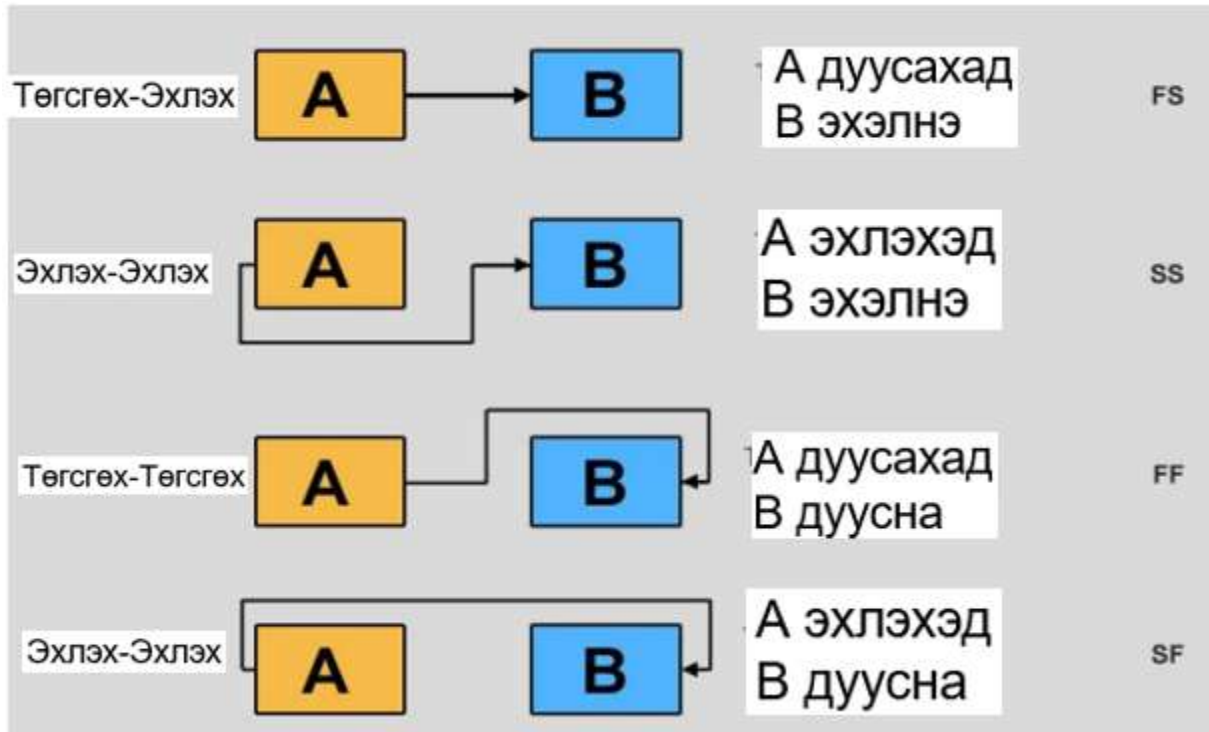 Төгсгөх-Эхлэх
A
B
А дуусахад
В эхэлнэ
FS
Эхлэх-Эхлэх
A
B
А эхлэхэд
В эхэлнэ
SS
Төгсгөх-Төгсгөх
A
B
А дуусахад
В дуусна
FF
Эхлэх-Эхлэх
A
B
А эхлэхэд
В дуусна
SF